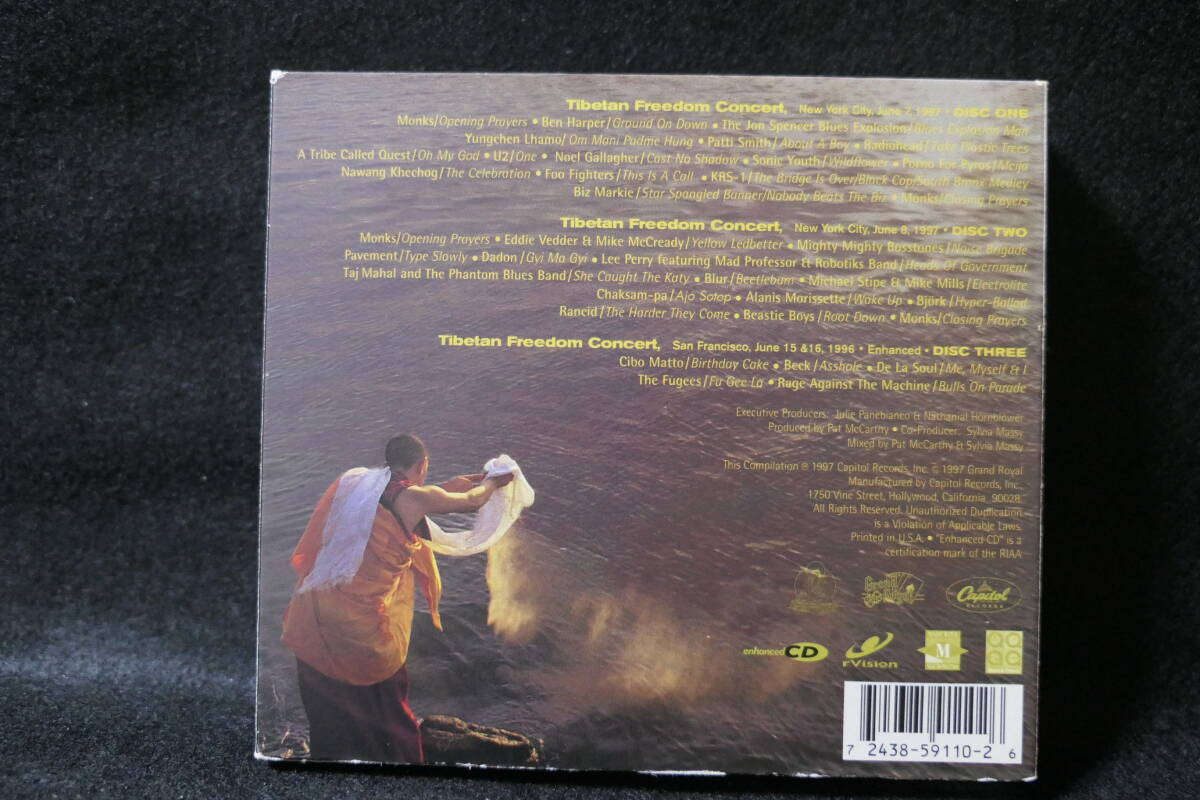 Tibetan Freedom Concert, New York City, June 7, 1997 • DISC ONE
Monks/Opening Prayers • Ben Harper/Ground On Down • The Jon Spencer Blues Explosion/Blues Explosion Man
Yungchen Lhamo/Om Mani Padme Hung • Patti Smith/About A Boy • Radiohead/Fake Plastic Trees
A Tribe Called Quest/Oh My God • U2/One • Noel Gallagher/Cast No Shadow • Sonic Youth/Wildflower • Porno For Pyros/Meija
Nawang Khechog/The Celebration • Foo Fighters/This Is A Call • KRS-1/The Bridge Is Over/Black Cop/South Bronx Medley
Biz Markie/Star Spangled Banner/Nobody Beats The Biz • Monks/Closing Prayers
Tibetan Freedom Concert, New York City, June 8, 1997 • DISC TWO
Monks/Opening Prayers • Eddie Vedder & Mike McCready/Yellow Ledbetter • Mighty Mighty Bosstones/Noise Brigade
Pavement/Type Slowly • Dadon/Gyi Ma Gyi • Lee Perry featuring Mad Professor & Robotiks Band/Heads Of Government
Taj Mahal and The Phantom Blues Band/She Caught The Katy • Blur/Beetlebum • Michael Stipe & Mike Mills/Electrolite
Chaksam-pa/Ajo Sotop • Alanis Morissette/Wake Up • Björk/Hyper-Ballad
Rancid/The Harder They Come • Beastie Boys/Root Down • Monks/Closing Prayers
Tibetan Freedom Concert, San Francisco, June 15 &16, 1996 • Enhanced • DISC THREE
Cibo Matto/Birthday Cake • Beck/Asshole • De La Soul/Me, Myself & I
The Fugees/Fu Gee La • Rage Against The Machine/Bulls On Parade
Executive Producers: Julie Panebianco & Nathanial Hornblower
Produced by Pat McCarthy • Co-Producer: Sylvia Massy
Mixed by Pat McCarthy & Sylvia Massy
This Compilation ℗ 1997 Capitol Records, Inc. © 1997 Grand Royal
Manufactured by Capitol Records, Inc.,
1750 Vine Street, Hollywood, California 90028.
All Rights Reserved. Unauthorized Duplication
is a Violation of Applicable Laws.
Printed in U.S.A. • "Enhanced CD" is a
certification mark of the RIAA
Grand Royal
Capitol
RECORDS
enhanced CD
rVision
M
7 2438-59110-2 6